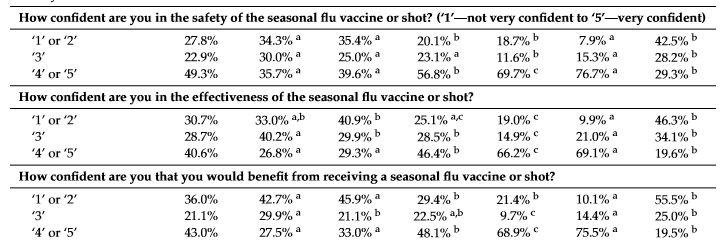 How confident are you in the safety of the seasonal flu vaccine or shot? (‘1’—not very confident to ‘5’—very confident)
‘1’ or ‘2’ 27.8% 34.3% a 35.4% a 20.1% b 18.7% b 7.9% a 42.5% b
‘3’ 22.9% 30.0% a 25.0% a 23.1% a 11.6% b 15.3% a 28.2% b
‘4’ or ‘5’ 49.3% 35.7% a 39.6% a 56.8% b 69.7% c 76.7% a 29.3% b
How confident are you in the effectiveness of the seasonal flu vaccine or shot?
‘1’ or ‘2’ 30.7% 33.0% a,b 40.9% b 25.1% a,c 19.0% c 9.9% a 46.3% b
‘3’ 28.7% 40.2% a 29.9% b 28.5% b 14.9% c 21.0% a 34.1% b
‘4’ or ‘5’ 40.6% 26.8% a 29.3% a 46.4% b 66.2% c 69.1% a 19.6% b
How confident are you that you would benefit from receiving a seasonal flu vaccine or shot?
‘1’ or ‘2’ 36.0% 42.7% a 45.9% a 29.4% b 21.4% b 10.1% a 55.5% b
‘3’ 21.1% 29.9% a 21.1% b 22.5% a,b 9.7% c 14.4% a 25.0% b
‘4’ or ‘5’ 43.0% 27.5% a 33.0% a 48.1% b 68.9% c 75.5% a 19.5% b